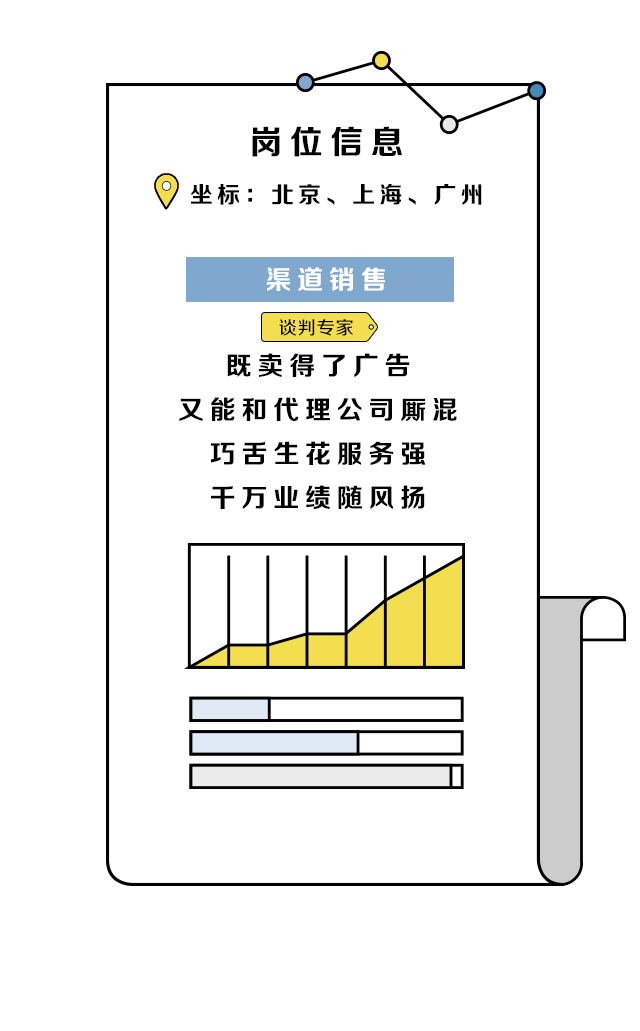 岗位信息
坐标：北京、上海、广州
渠道销售
谈判专家
既卖得了广告
又能和代理公司厮混
巧舌生花服务强
千万业绩随风扬